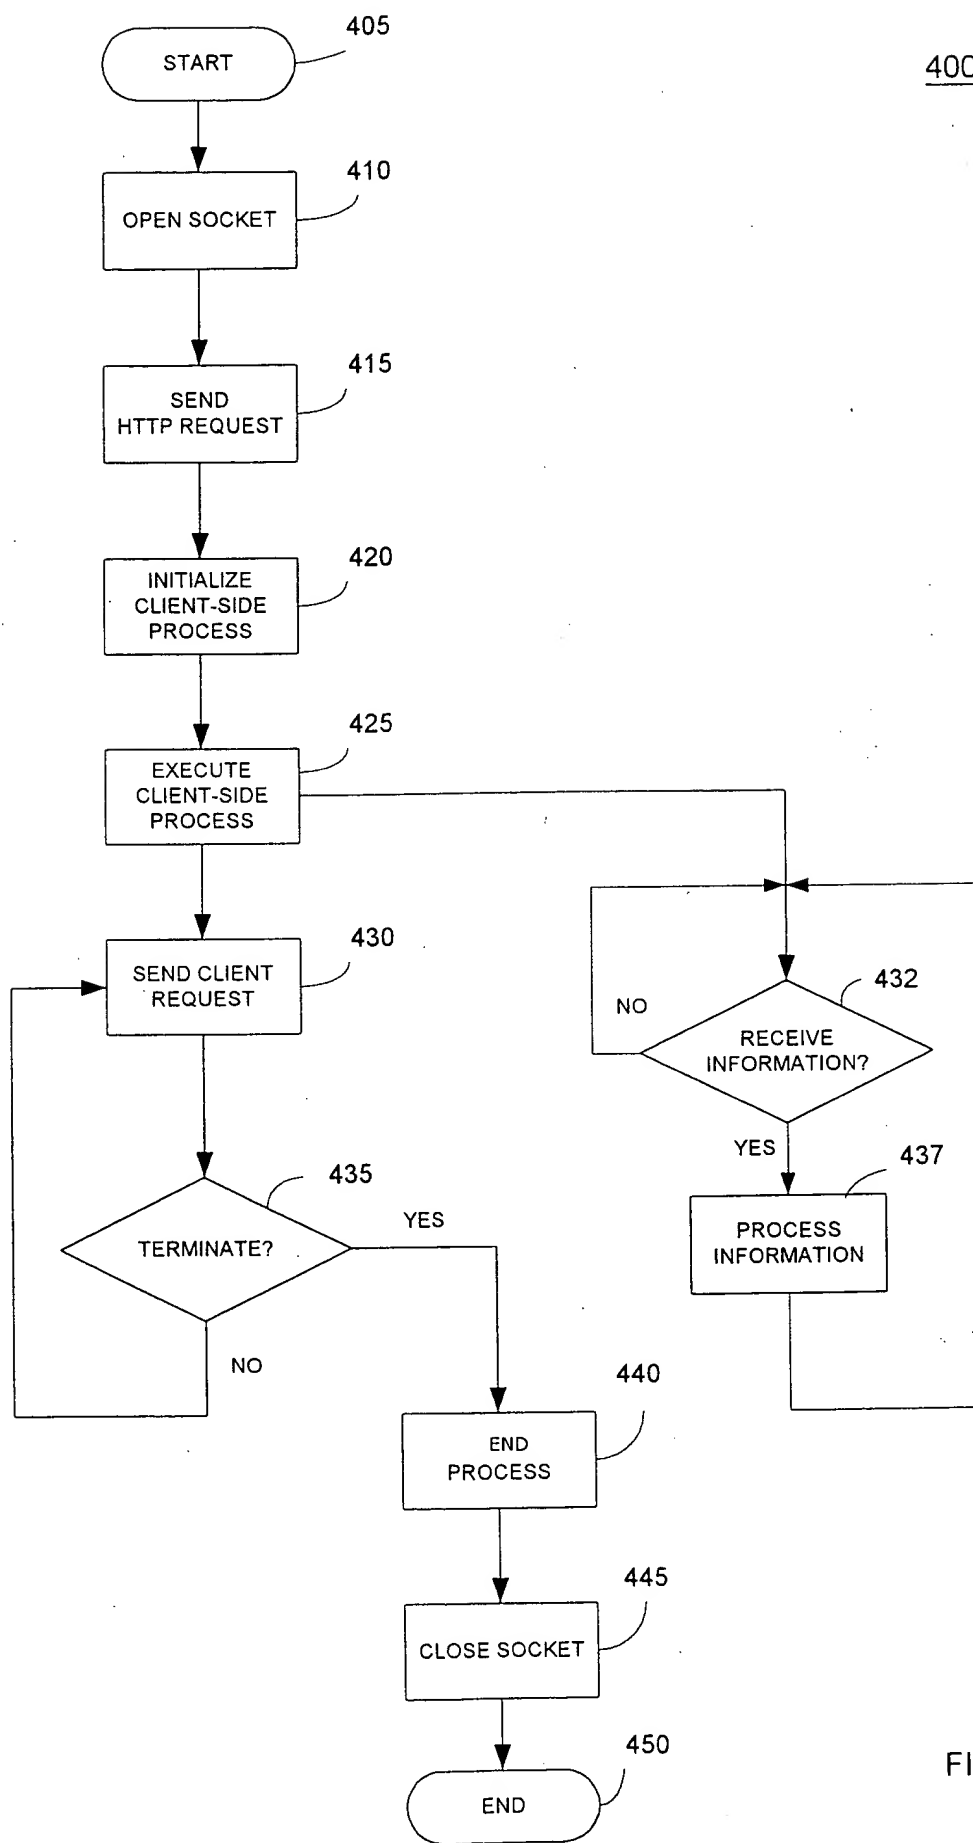 405
START
400
410
OPEN SOCKET
415
SEND
HTTP REQUEST
420
INITIALIZE
CLIENT-SIDE
PROCESS
425
EXECUTE
CLIENT-SIDE
PROCESS
430
SEND CLIENT
REQUEST
432
NO
RECEIVE
INFORMATION?
YES
437
PROCESS
INFORMATION
435
YES
TERMINATE?
NO
440
END
PROCESS
445
CLOSE SOCKET
450
END
FI